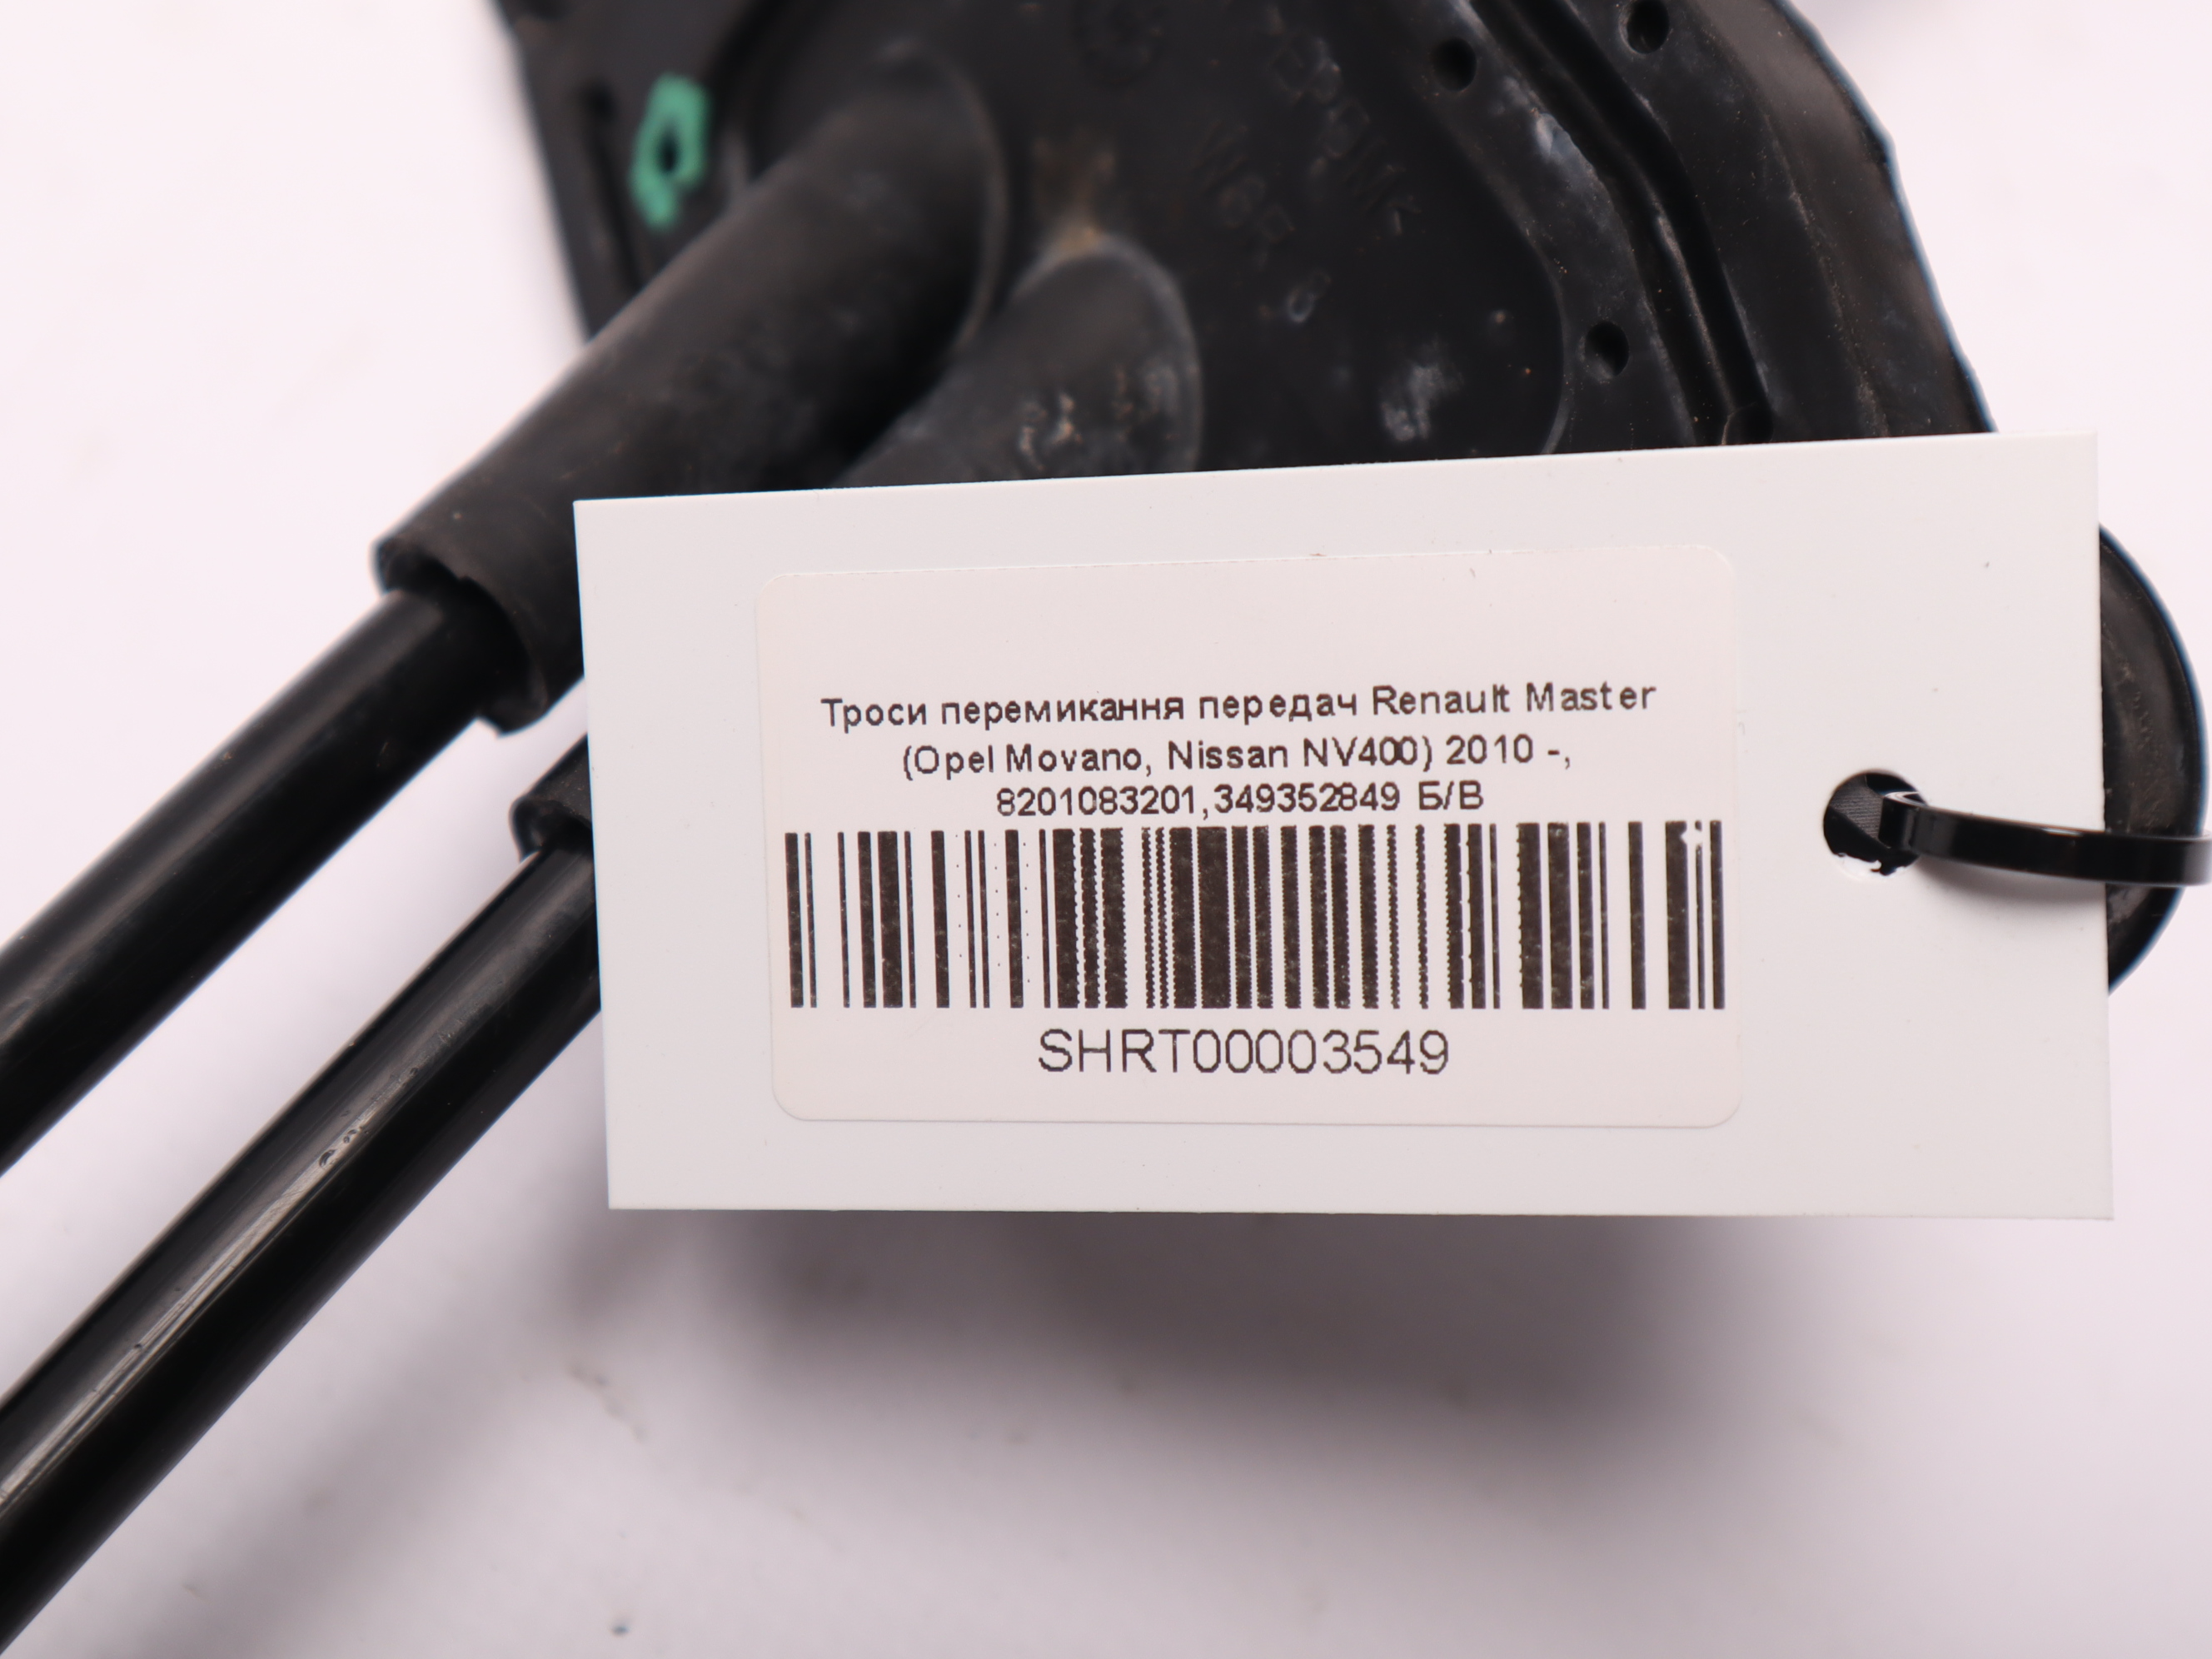 Троси перемикання передач Renault Master
(Opel Movano, Nissan NV400) 2010 -,
8201083201,349352849 Б/В
SHRT00003549